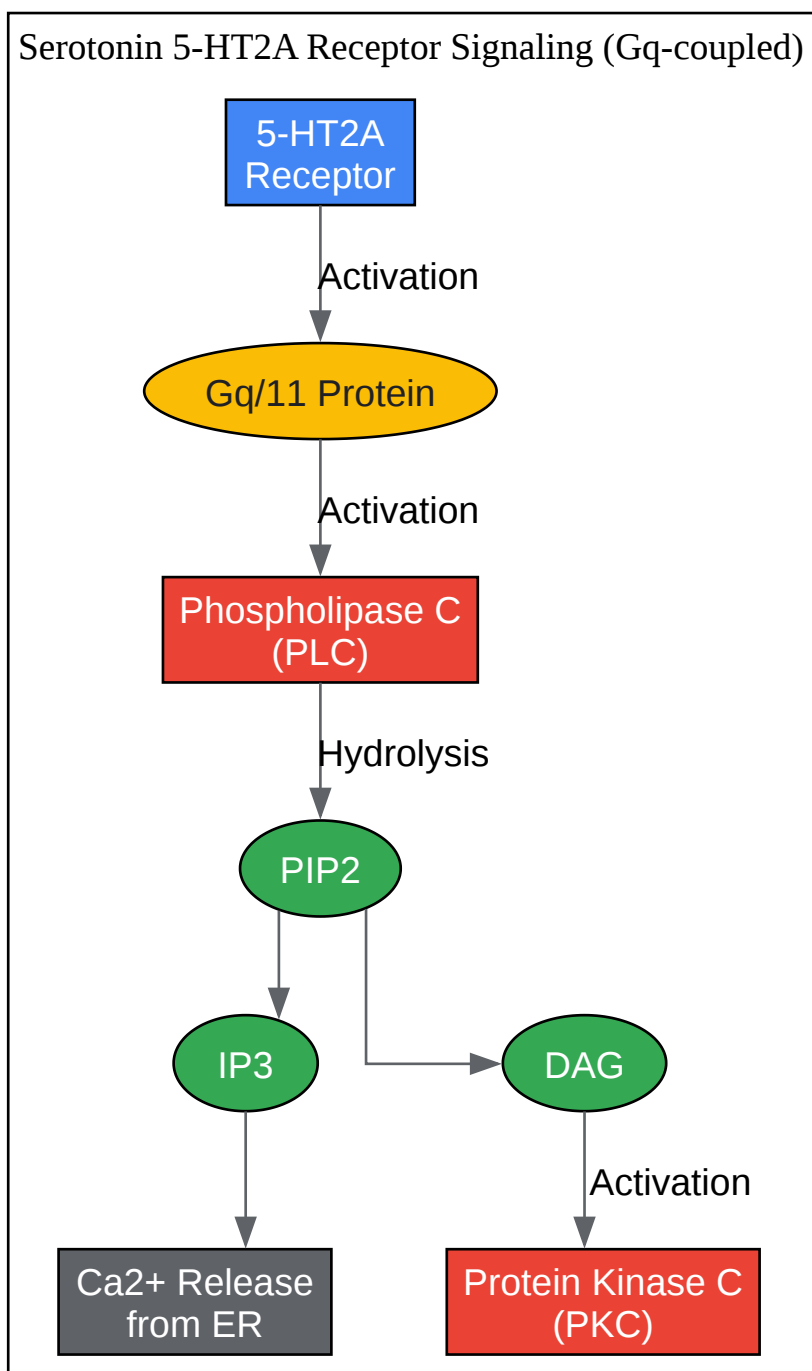 Serotonin 5-HT2A Receptor Signaling (Gq-coupled)
5-HT2A
Receptor
Activation
Gq/11 Protein
Activation
Phospholipase C
(PLC)
Hydrolysis
PIP2
IP3
DAG
Activation
Ca2+ Release
from ER
Protein Kinase C
(PKC)